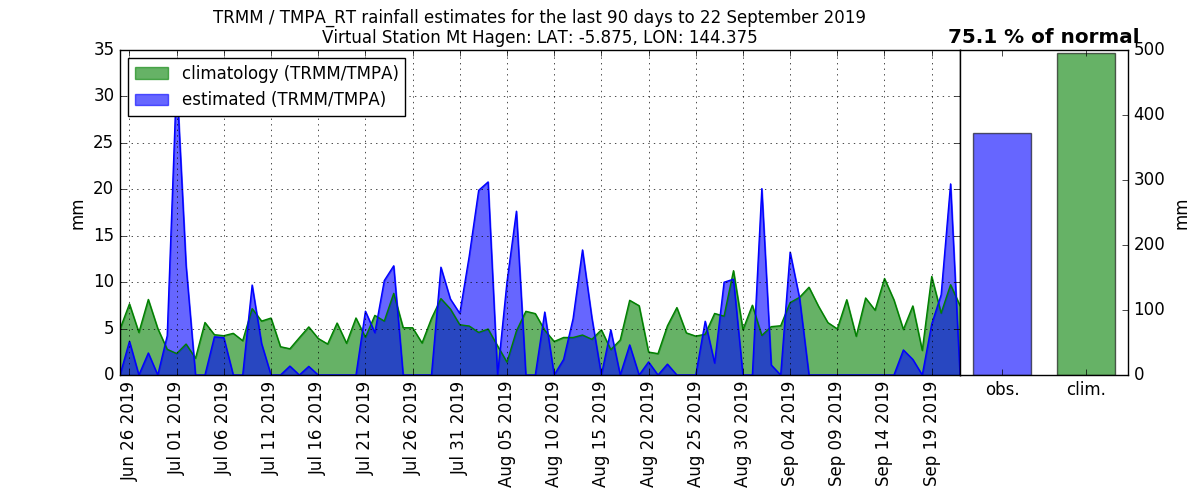 TRMM / TMPA_RT rainfall estimates for the last 90 days to 22 September 2019
Virtual Station Mt Hagen: LAT: -5.875, LON: 144.375
75.1 % of normal
climatology (TRMM/TMPA)
estimated (TRMM/TMPA)
35
30
25
20
15
10
5
0
mm
500
400
300
200
100
0
mm
obs.
clim.
Jun 26 2019
Jul 01 2019
Jul 06 2019
Jul 11 2019
Jul 16 2019
Jul 21 2019
Jul 26 2019
Jul 31 2019
Aug 05 2019
Aug 10 2019
Aug 15 2019
Aug 20 2019
Aug 25 2019
Aug 30 2019
Sep 04 2019
Sep 09 2019
Sep 14 2019
Sep 19 2019